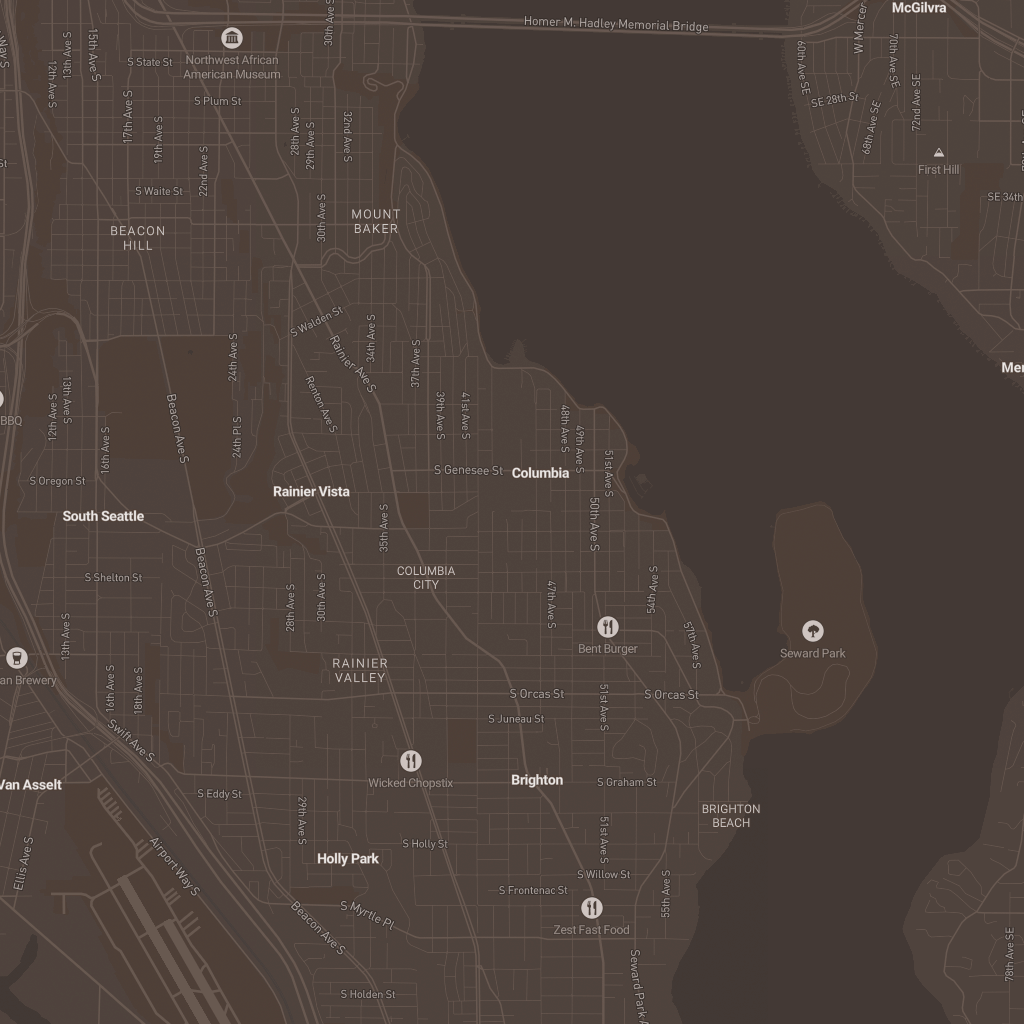 McGilvra
Homer M. Hadley Memorial Bridge
30th Ave S
15th Ave S
13th Ave S
12th Ave S
Way S
W Mercer
60th Ave SE
70th Ave SE
72nd Ave SE
S State St
Northwest African
American Museum
S Plum St
17th Ave S
19th Ave S
28th Ave S
29th Ave S
32nd Ave S
SE 28th St
68th Ave SE
First Hill
22nd Ave S
S Waite St
SE 34th
30th Ave S
MOUNT
BAKER
BEACON
HILL
S Walden St
24th Ave S
34th Ave S
Rainier Ave S
37th Ave S
Mer
13th Ave S
12th Ave S
BBQ
Renton Ave S
39th Ave S
41st Ave S
Beacon Ave S
24th Pl S
16th Ave S
48th Ave S
49th Ave S
51st Ave S
S Genesee St
Columbia
S Oregon St
Rainier Vista
South Seattle
35th Ave S
50th Ave S
COLUMBIA
CITY
S Shelton St
Beacon Ave S
28th Ave S
30th Ave S
47th Ave S
54th Ave S
57th Ave S
13th Ave S
Bent Burger
Seward Park
an Brewery
RAINIER
VALLEY
16th Ave S
18th Ave S
S Orcas St
51st Ave S
S Orcas St
S Juneau St
Swift Ave S
Wicked Chopstix
Brighton
S Graham St
Van Asselt
S Eddy St
29th Ave S
BRIGHTON
BEACH
51st Ave S
S Holly St
Holly Park
Airport Way S
Ellis Ave S
S Willow St
S Frontenac St
55th Ave S
S Myrtle Pl
Beacon Ave S
Zest Fast Food
78th Ave SE
Seward Park A
S Holden St